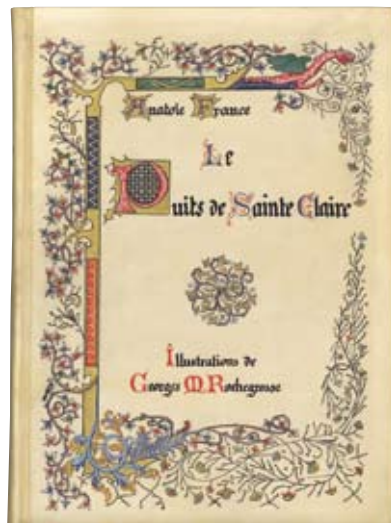 Anatole France
Le
Puits de Sainte Claire
Illustrations de
Georges M. Rochegrosse